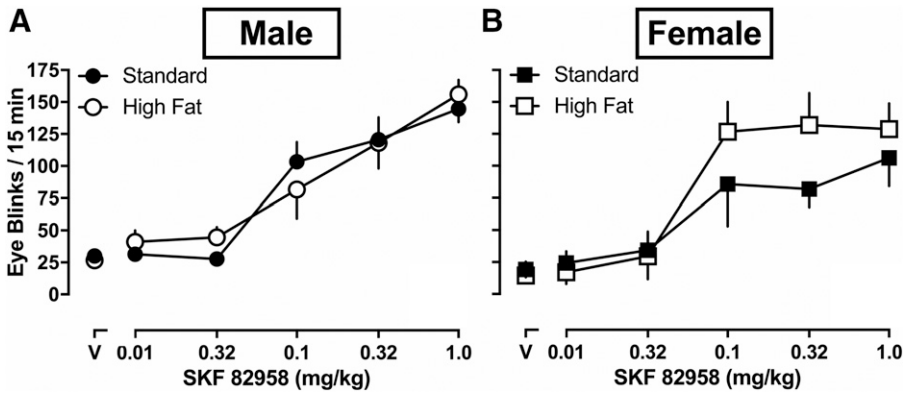 A
Male
B
Female
175
150
125
100
75
50
25
0
Eye Blinks / 15 min
Standard
High Fat
Standard
High Fat
V 0.01 0.32 0.1 0.32 1.0
SKF 82958 (mg/kg)
V 0.01 0.32 0.1 0.32 1.0
SKF 82958 (mg/kg)